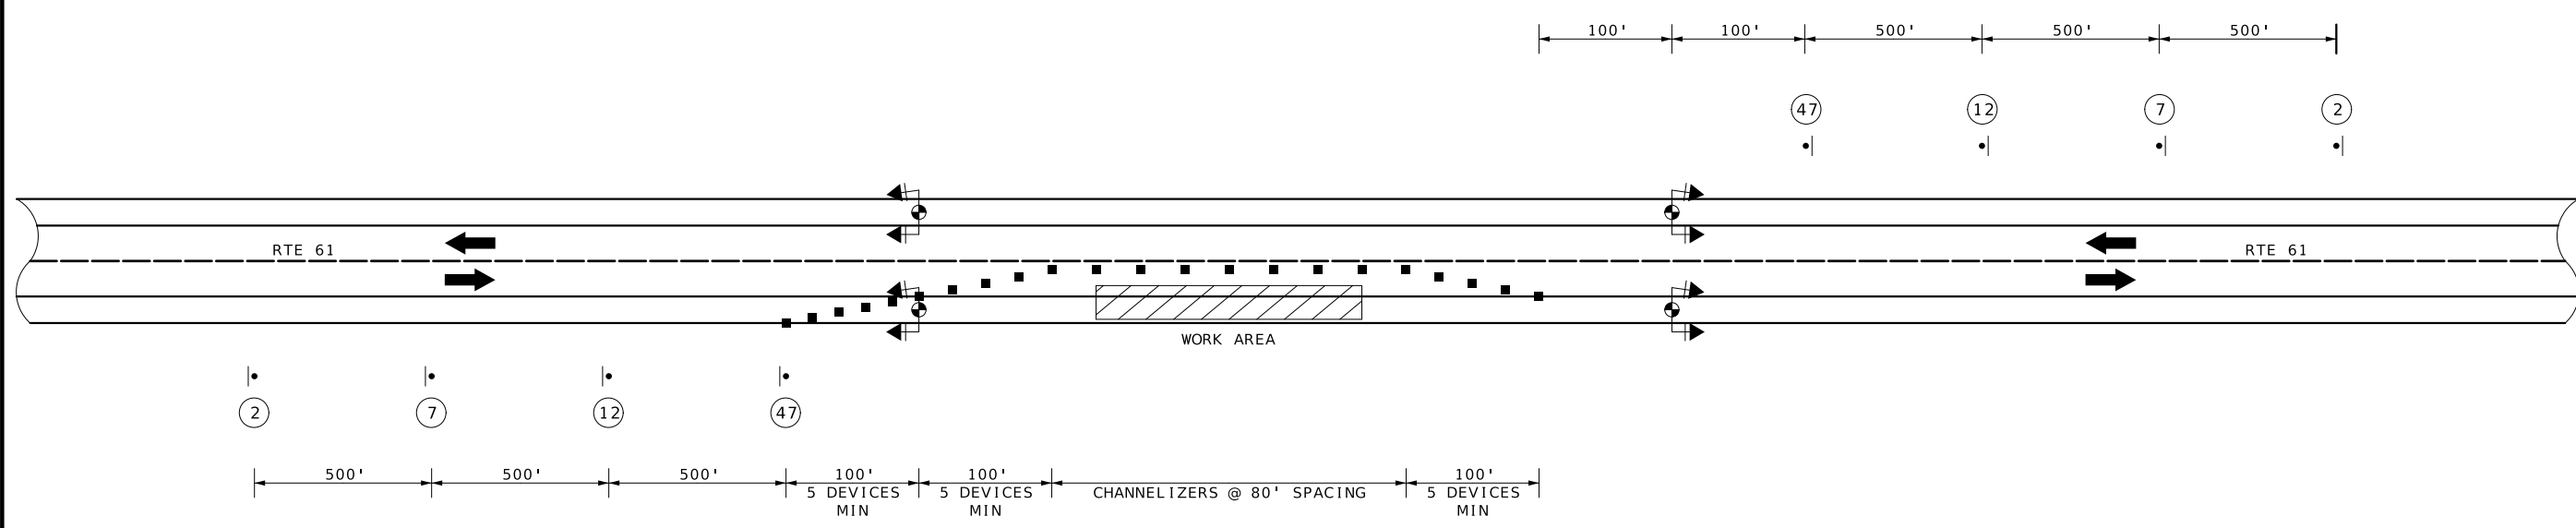 100' 100' 500' 500' 500'
47 12 7 2
RTE 61 RTE 61
WORK AREA
2 7 12 47
500' 500' 500' 100' 100' 100'
5 DEVICES 5 DEVICES CHANNELIZERS @ 80' SPACING 5 DEVICES
MIN MIN MIN